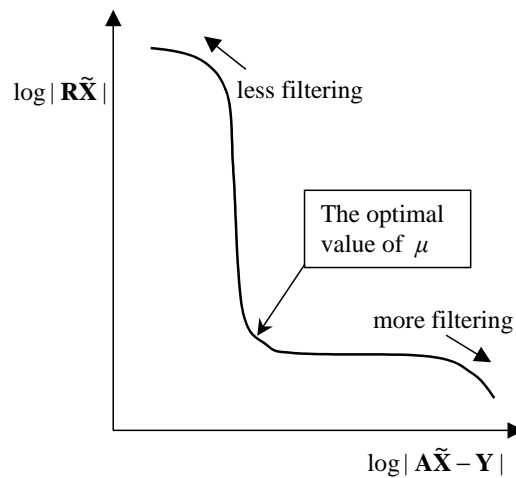 log | RX̃ |
less filtering
The optimal
value of μ
more filtering
log | AX̃ – Y |